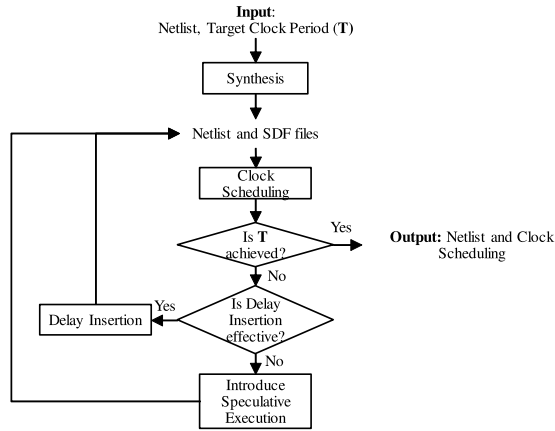 Input:
Netlist, Target Clock Period (T)
Synthesis
Netlist and SDF files
Clock
Scheduling
Is T
achieved?
Yes
Output: Netlist and Clock
Scheduling
No
Is Delay
Insertion
effective?
Yes
Delay Insertion
No
Introduce
Speculative
Execution